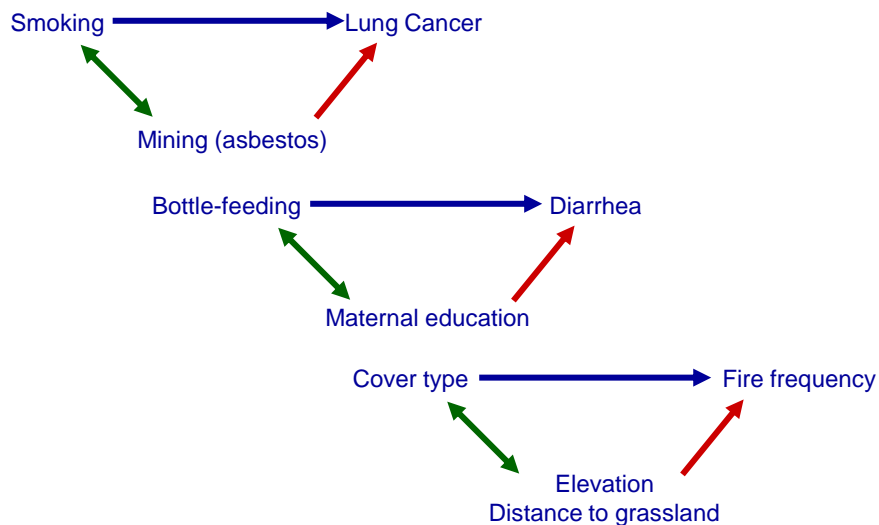 Smoking Lung Cancer
Mining (asbestos)
Bottle-feeding Diarrhea
Maternal education
Cover type Fire frequency
Elevation
Distance to grassland